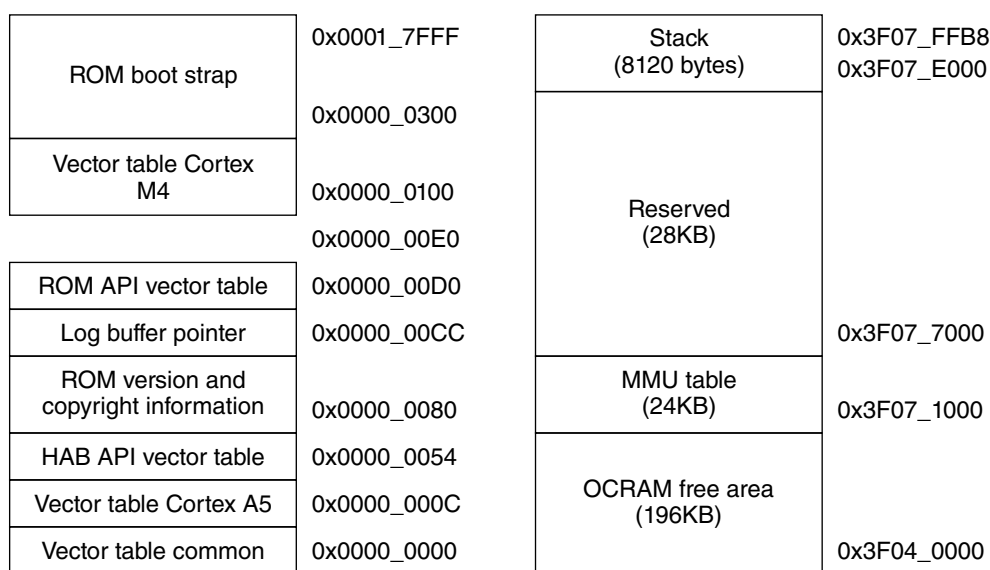 ROM boot strap
0x0001_7FFF
0x0000_0300
Vector table Cortex
M4
0x0000_0100
0x0000_00E0
ROM API vector table
0x0000_00D0
Log buffer pointer
0x0000_00CC
ROM version and
copyright information
0x0000_0080
HAB API vector table
0x0000_0054
Vector table Cortex A5
0x0000_000C
Vector table common
0x0000_0000
Stack
(8120 bytes)
0x3F07_FFB8
0x3F07_E000
Reserved
(28KB)
0x3F07_7000
MMU table
(24KB)
0x3F07_1000
OCRAM free area
(196KB)
0x3F04_0000